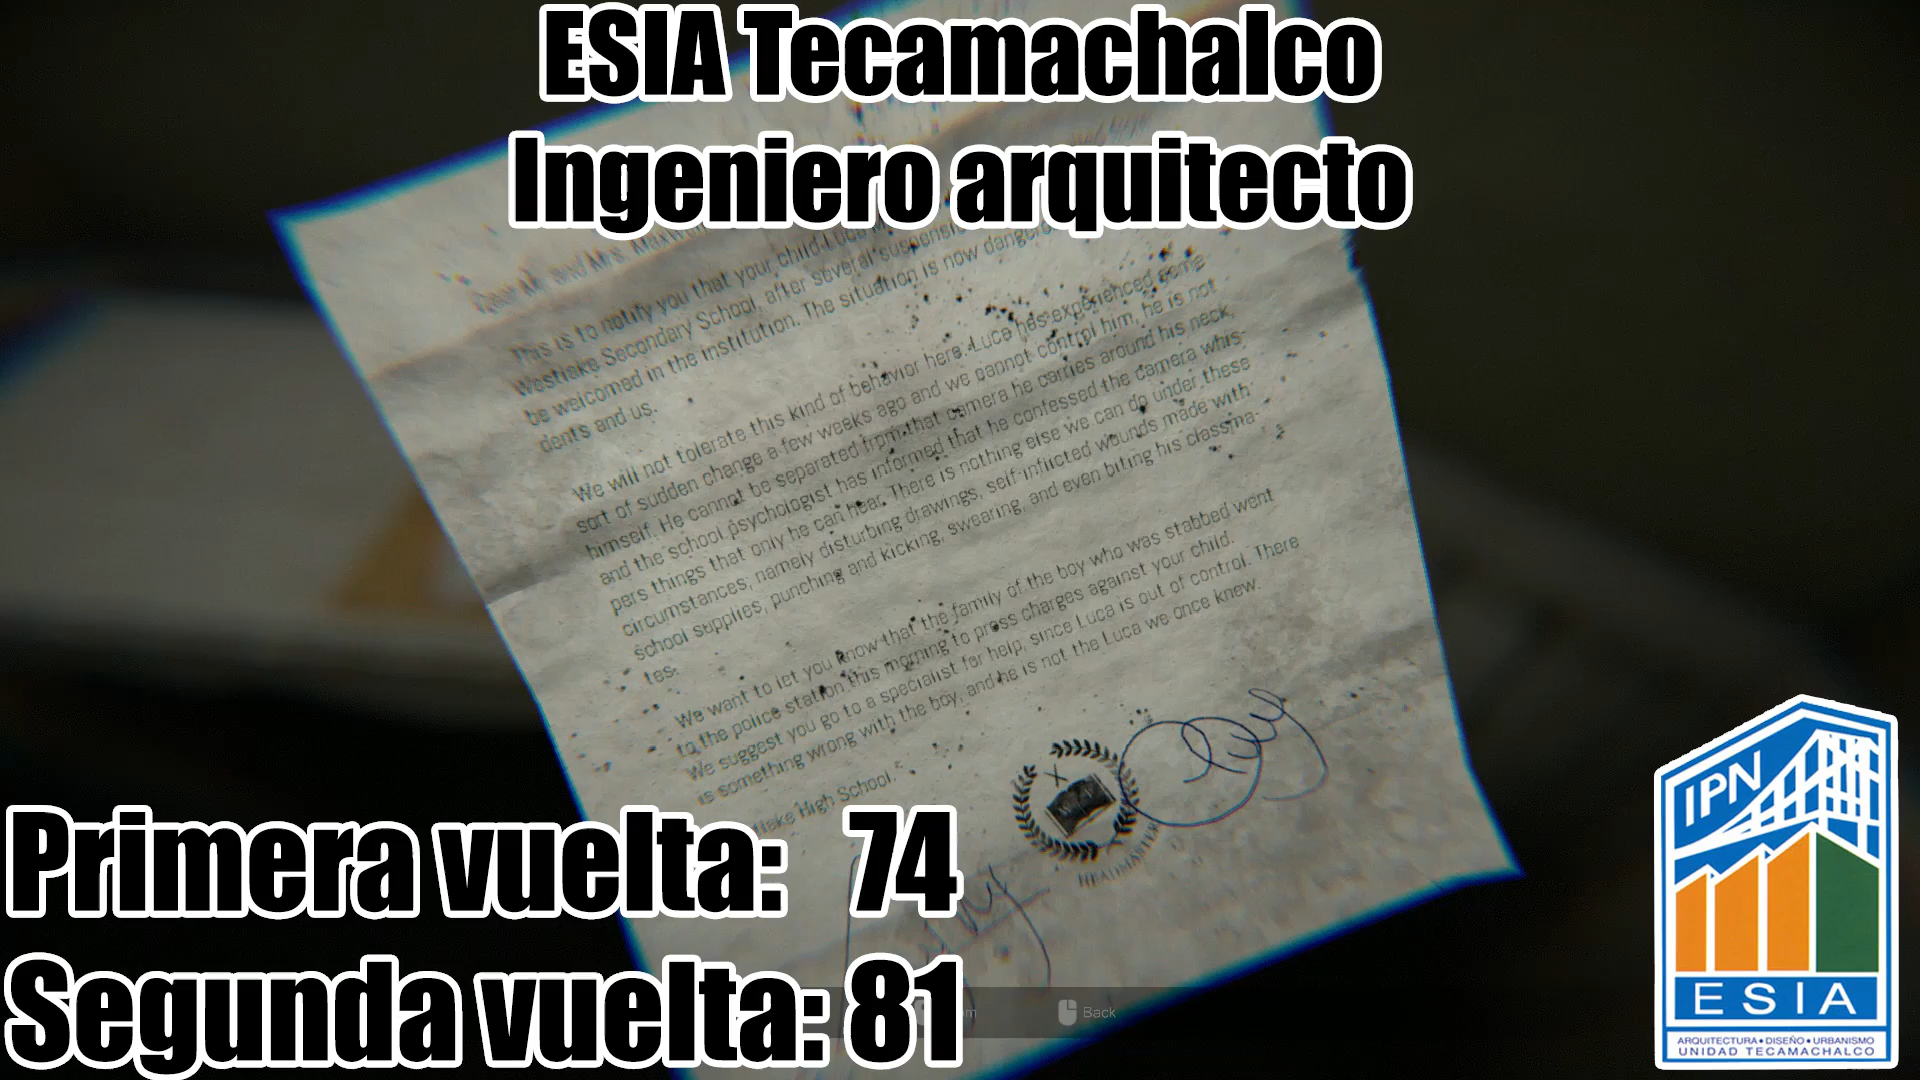 ESIA Tecamachalco
Ingeniero arquitecto
Dear Mr. and Mrs.
This is to notify you that your child Luca
Westlake Secondary School, after several
be welcomed in the institution. The situation is now
dents and us.
We will not tolerate this kind of behavior here. Luca has experienced some
sort of sudden change a few weeks ago and we cannot control him, he is not
himself. He cannot be separated from that camera he carries around his neck,
and the school psychologist has informed that he confessed the camera whis-
pers things that only he can hear. There is nothing else we can do under these
circumstances; namely disturbing drawings, self-inflicted wounds made with
school supplies, punching and kicking, swearing, and even biting his classma-
tes.
We want to let you know that the family of the boy who was stabbed went
to the police station this morning to press charges against your child.
We suggest you go to a specialist for help, since Luca is out of control. There
is something wrong with the boy, and he is not the Luca we once knew.
High School.
HEADMASTER
Primera vuelta: 74
Segunda vuelta: 81
Back
IPN
ESIA
ARQUITECTURA • DISEÑO • URBANISMO
UNIDAD TECAMACHALCO